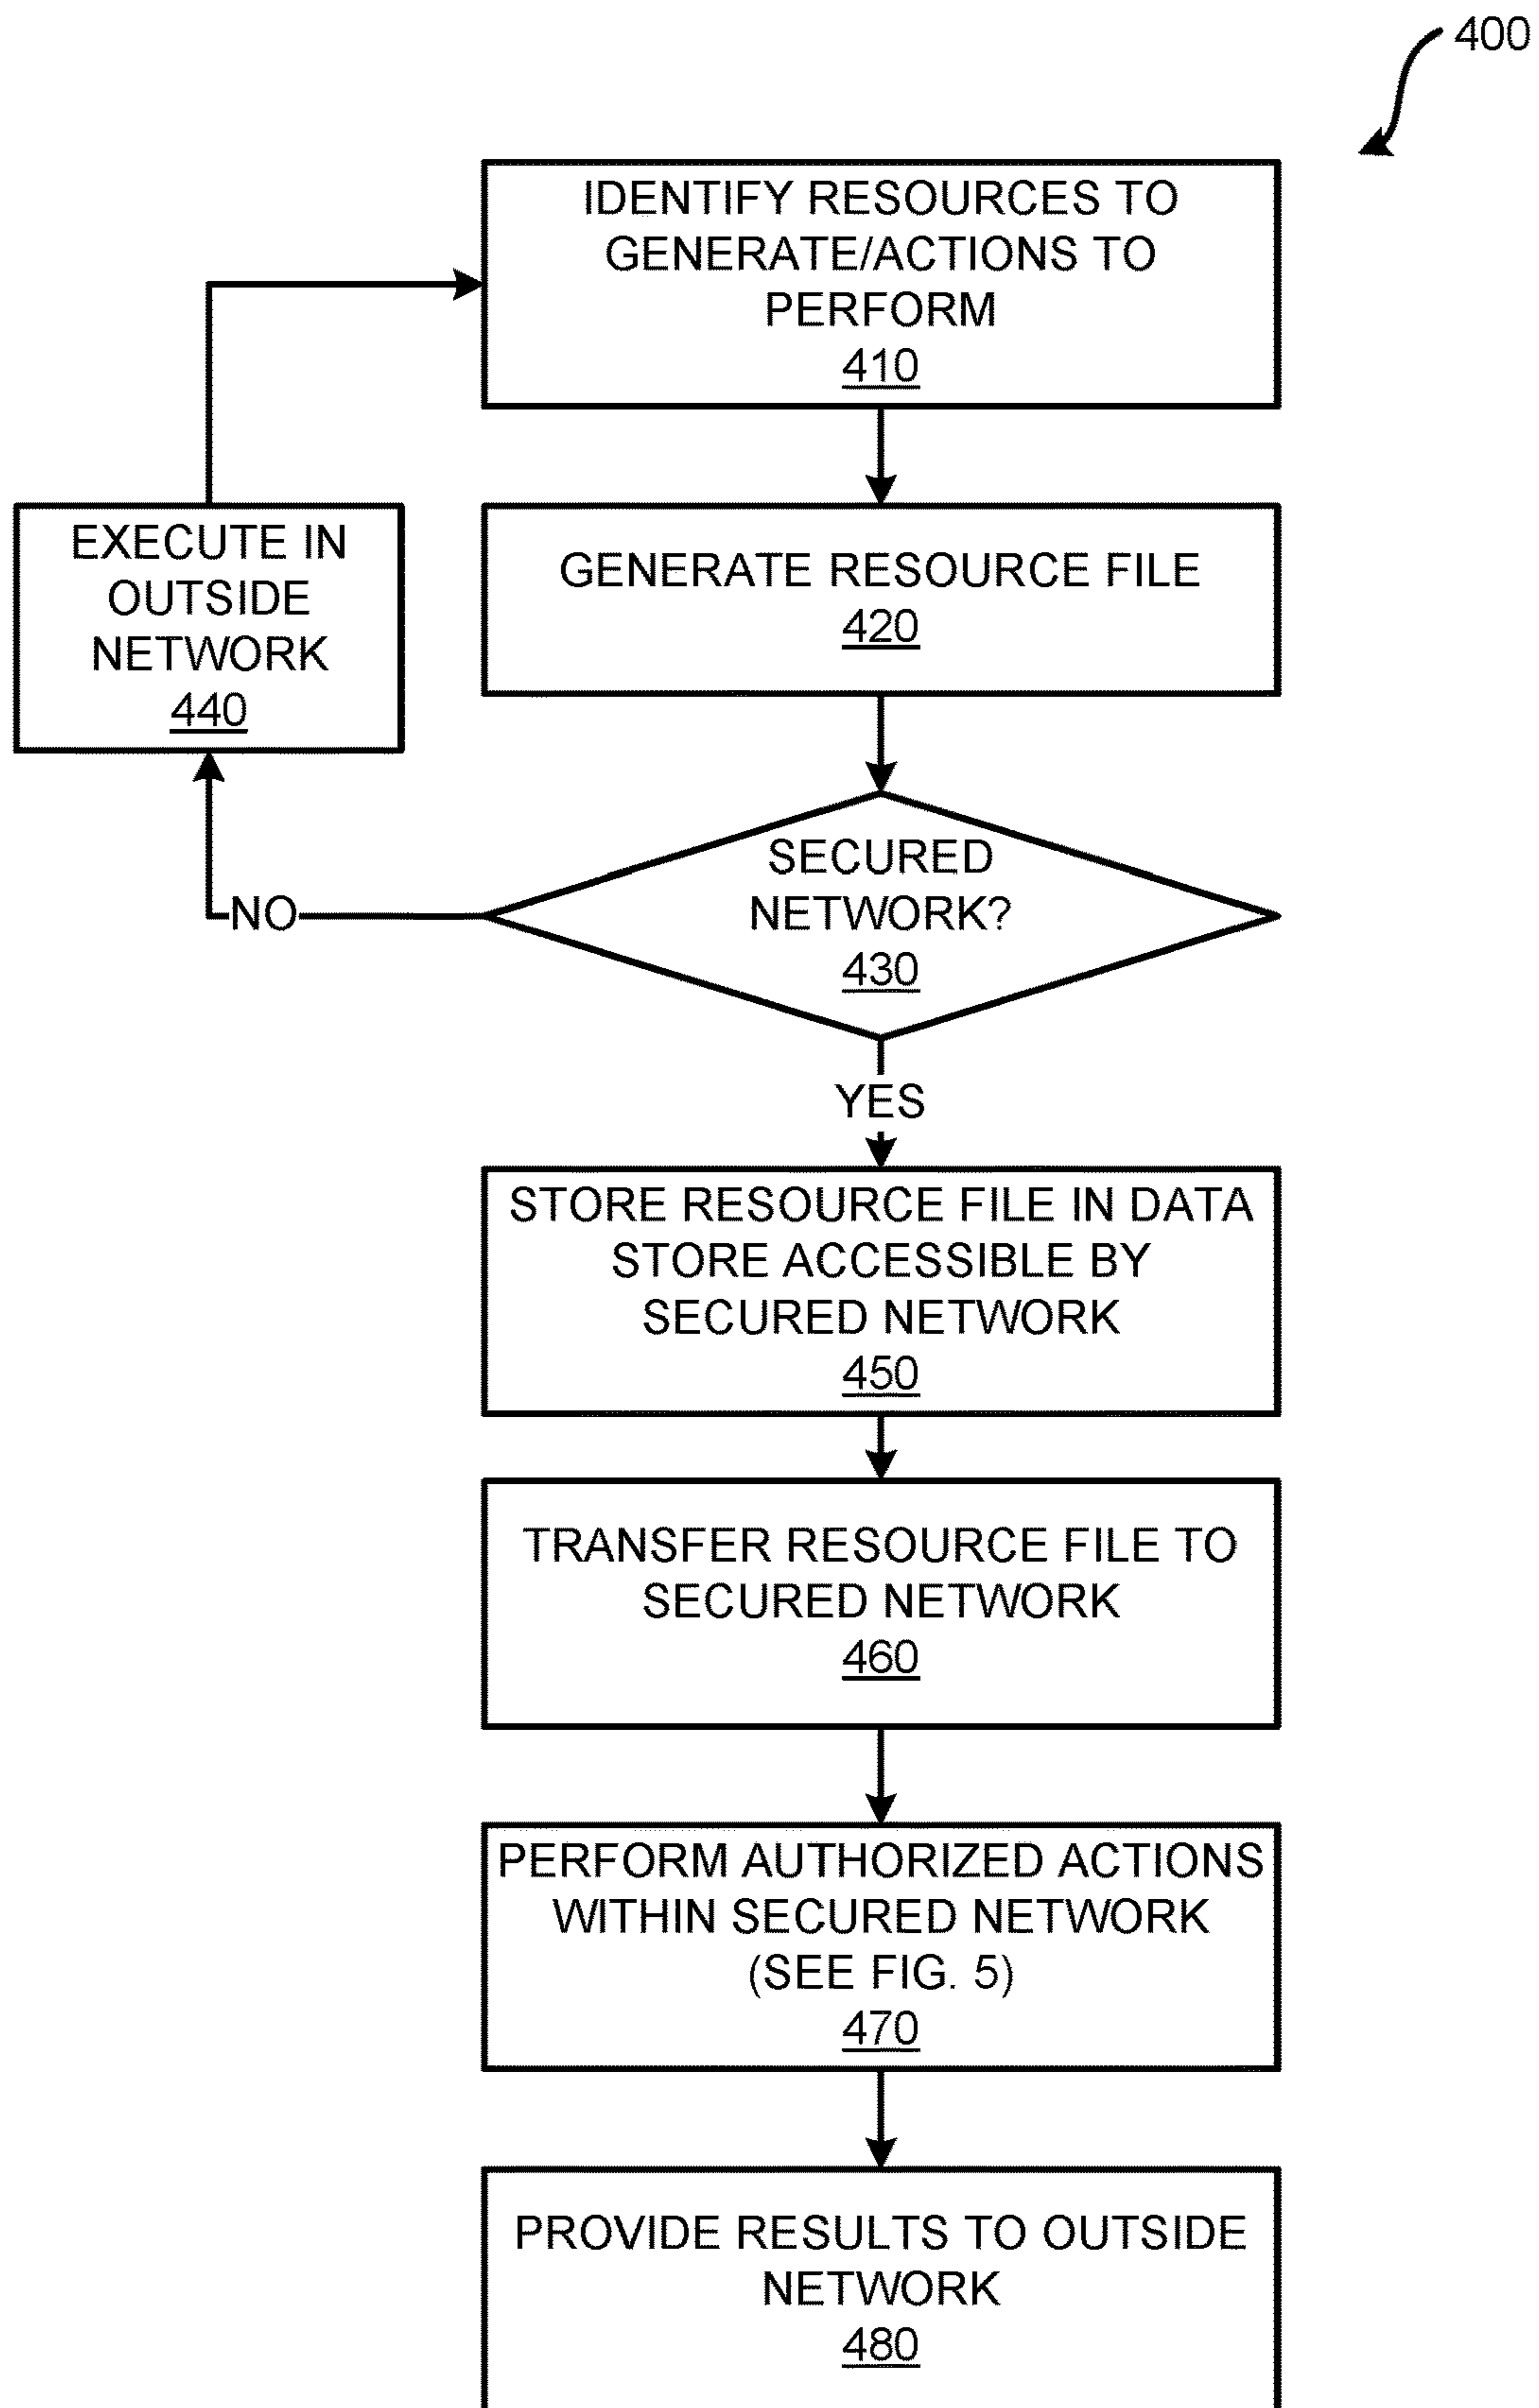 400
IDENTIFY RESOURCES TO
GENERATE/ACTIONS TO
PERFORM
410
EXECUTE IN
OUTSIDE
NETWORK
440
GENERATE RESOURCE FILE
420
SECURED
NETWORK?
430
NO
YES
STORE RESOURCE FILE IN DATA
STORE ACCESSIBLE BY
SECURED NETWORK
450
TRANSFER RESOURCE FILE TO
SECURED NETWORK
460
PERFORM AUTHORIZED ACTIONS
WITHIN SECURED NETWORK
(SEE FIG. 5)
470
PROVIDE RESULTS TO OUTSIDE
NETWORK
480